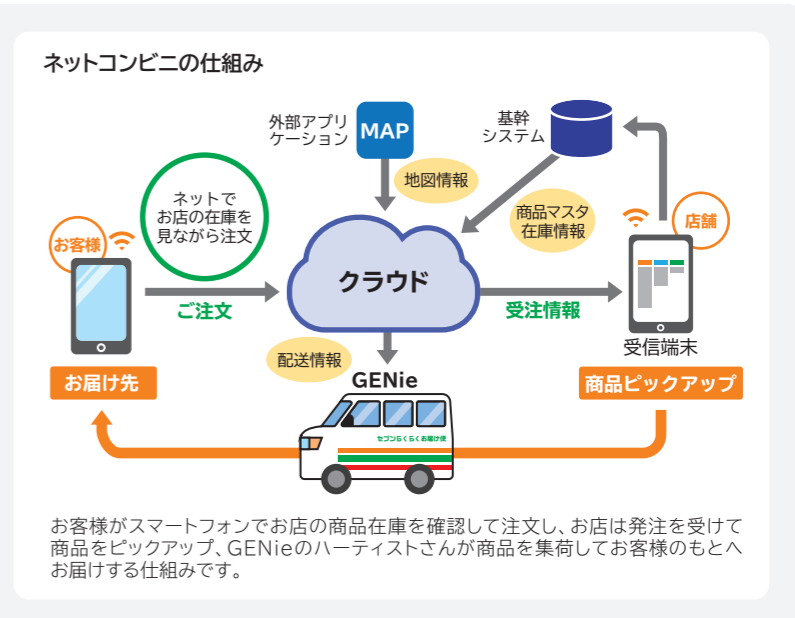 ネットコンビニの仕組み
外部アプリ
ケーション
MAP
基幹
システム
地図情報
ネットで
お店の在庫を
見ながら注文
商品マスタ
在庫情報
お客様
店舗
クラウド
ご注文
受注情報
受信端末
配送情報
GENie
お届け先
商品ピックアップ
セブンらくらくお届け便
お客様がスマートフォンでお店の商品在庫を確認して注文し、お店は発注を受けて
商品をピックアップ、GENieのハーティストさんが商品を集荷してお客様のもとへ
お届けする仕組みです。